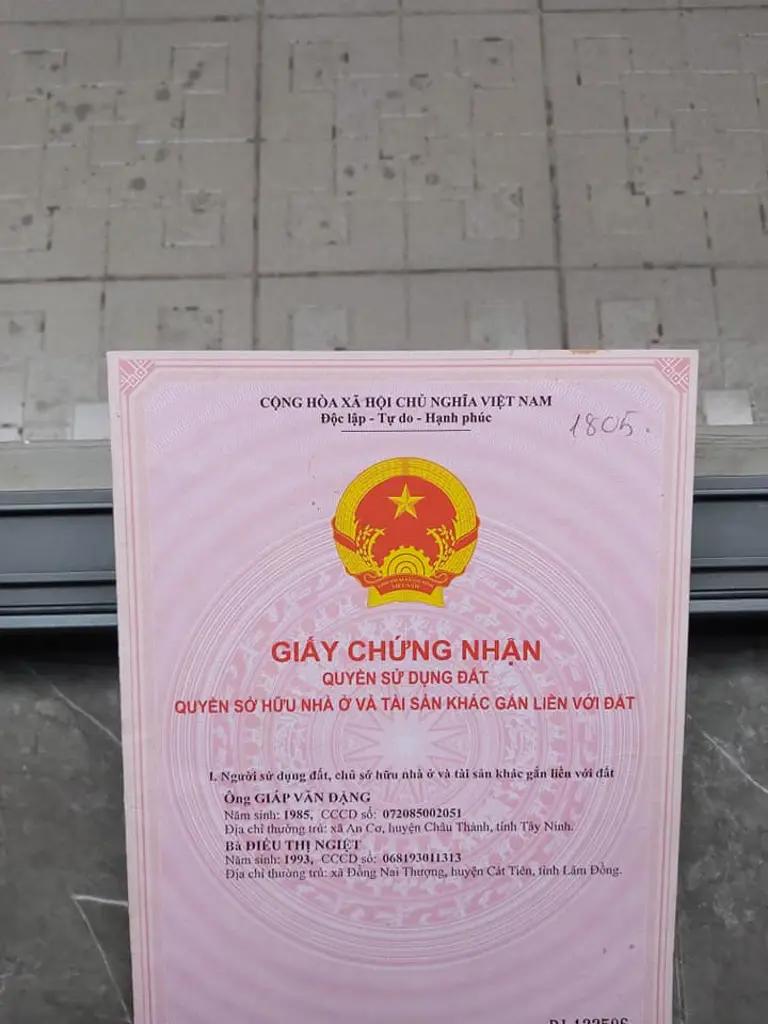 CỘNG HÒA XÃ HỘI CHỦ NGHĨA VIỆT NAM
Độc lập - Tự do - Hạnh phúc
1805.
GIẤY CHỨNG NHẬN
QUYỀN SỬ DỤNG ĐẤT
QUYỀN SỞ HỮU NHÀ Ở VÀ TÀI SẢN KHÁC GẮN LIỀN VỚI ĐẤT
I. Người sử dụng đất, chủ sở hữu nhà ở và tài sản khác gắn liền với đất
Ông GIÁP VĂN ĐẶNG
Năm sinh: 1985, CCCD số: 072085002051
Địa chỉ thường trú: xã An Cơ, huyện Châu Thành, tỉnh Tây Ninh.
Bà ĐIỂU THỊ NGIỆT
Năm sinh: 1993, CCCD số: 068193011313
Địa chỉ thường trú: xã Đồng Nai Thượng, huyện Cát Tiên, tỉnh Lâm Đồng.